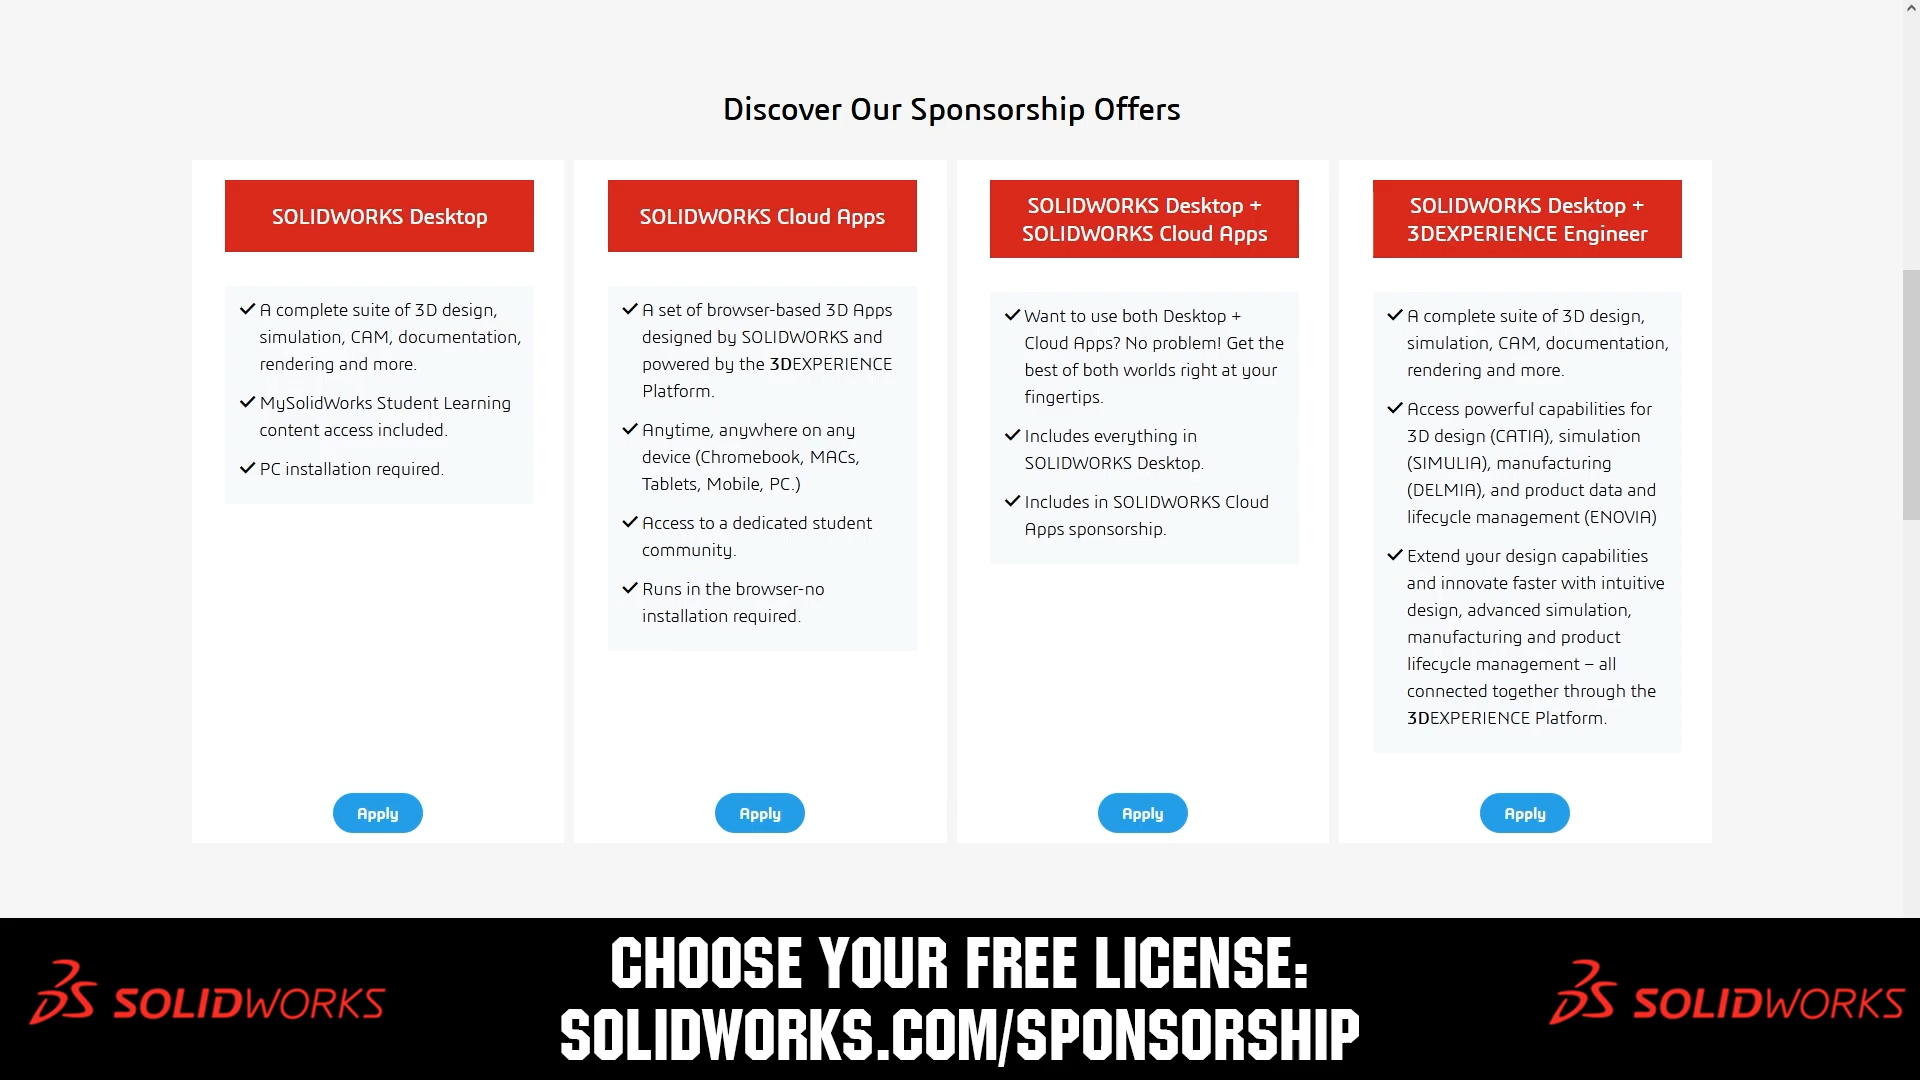 Discover Our Sponsorship Offers
SOLIDWORKS Desktop
A complete suite of 3D design,
simulation, CAM, documentation,
rendering and more.
MySolidWorks Student Learning
content access included.
PC installation required.
Apply
SOLIDWORKS Cloud Apps
A set of browser-based 3D Apps
designed by SOLIDWORKS and
powered by the 3DEXPERIENCE
Platform.
Anytime, anywhere on any
device (Chromebook, MACs,
Tablets, Mobile, PC.)
Access to a dedicated student
community.
Runs in the browser-no
installation required.
Apply
SOLIDWORKS Desktop +
SOLIDWORKS Cloud Apps
Want to use both Desktop +
Cloud Apps? No problem! Get the
best of both worlds right at your
fingertips.
Includes everything in
SOLIDWORKS Desktop.
Includes in SOLIDWORKS Cloud
Apps sponsorship.
Apply
SOLIDWORKS Desktop +
3DEXPERIENCE Engineer
A complete suite of 3D design,
simulation, CAM, documentation,
rendering and more.
Access powerful capabilities for
3D design (CATIA), simulation
(SIMULIA), manufacturing
(DELMIA), and product data and
lifecycle management (ENOVIA)
Extend your design capabilities
and innovate faster with intuitive
design, advanced simulation,
manufacturing and product
lifecycle management – all
connected together through the
3DEXPERIENCE Platform.
Apply
SOLIDWORKS
CHOOSE YOUR FREE LICENSE:
SOLIDWORKS.COM/SPONSORSHIP
SOLIDWORKS